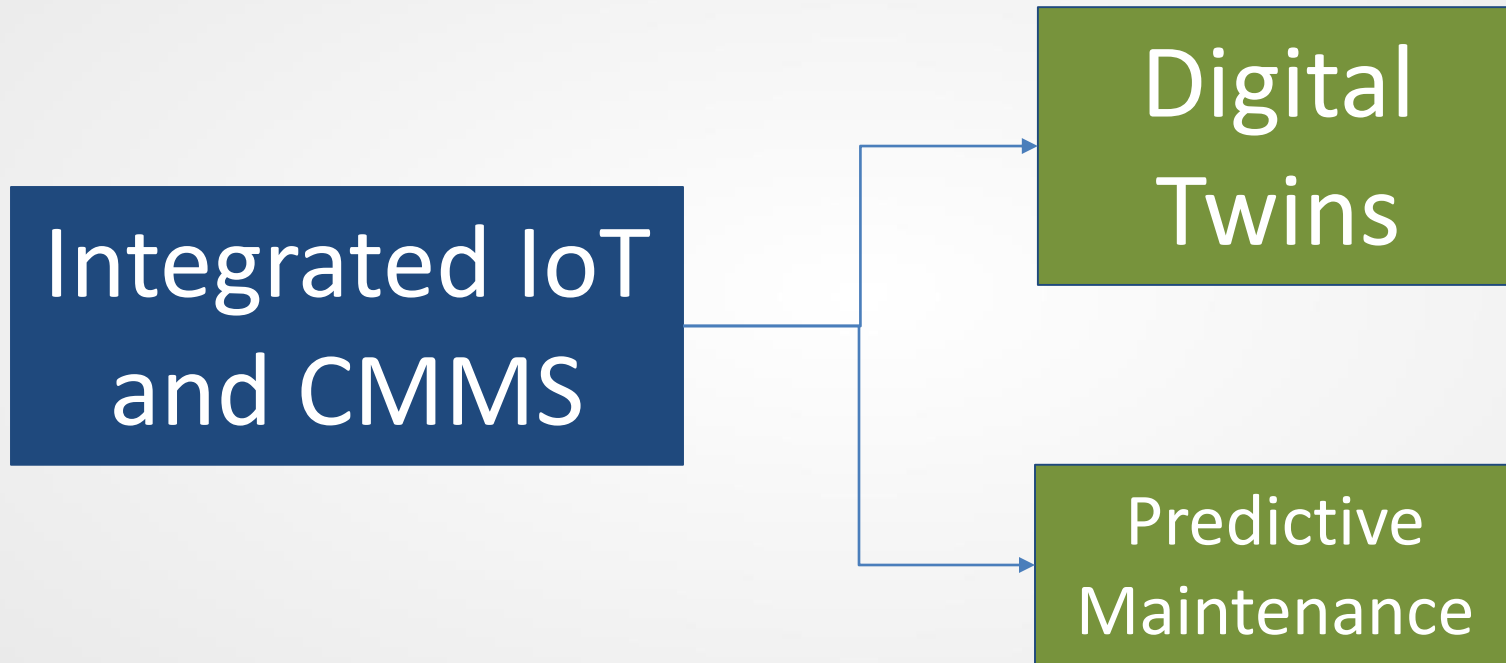 Integrated IoT
and CMMS
Digital
Twins
Predictive
Maintenance